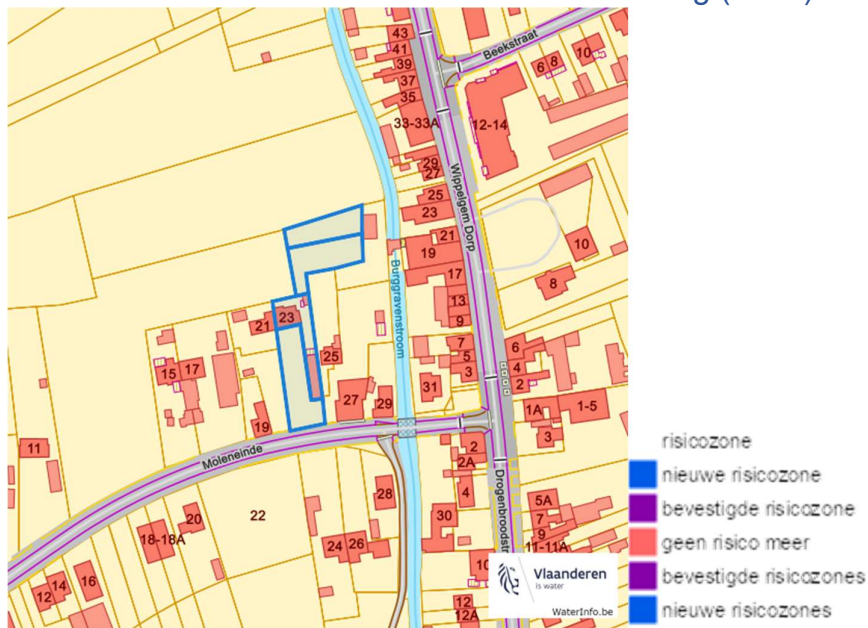 43
41
39
37
35
33-33A
29
27
25
23
21
19
17
13
9
7
5
3
31
Beekstraat
6
8
10
12-14
Wippelgem Dorp
10
8
6
4
2
1A
1-5
3
Burggravenstroom
23
21
25
15
17
27
29
19
11
Moleneinde
2
2A
4
Drogenbroodstr
5A
7
9
11-11A
22
20
18-18A
28
30
24
26
16
14
12
10
12
12A
Vlaanderen
is water
WaterInfo.be
risicozone
nieuwe risicozone
bevestigde risicozone
geen risico meer
bevestigde risicozones
nieuwe risicozones